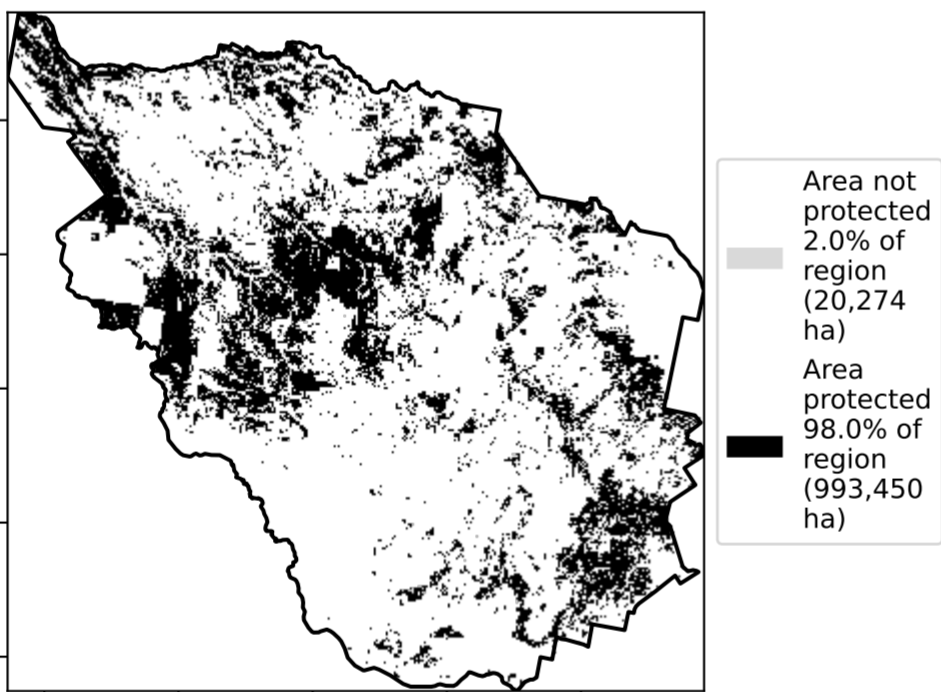 Area not
protected
2.0% of
region
(20,274
ha)
Area
protected
98.0% of
region
(993,450
ha)